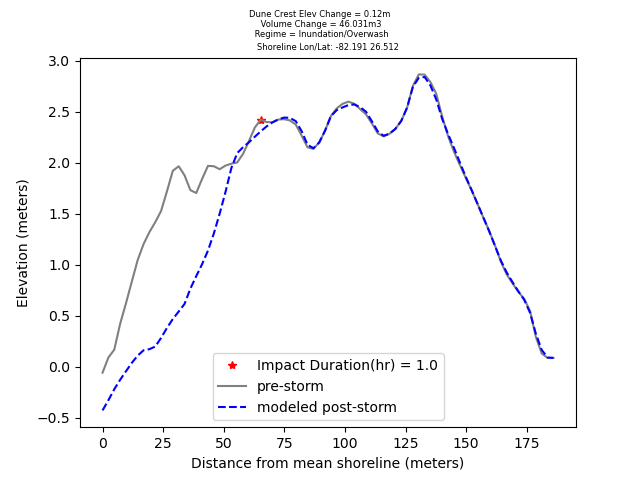 Dune Crest Elev Change = 0.12m
Volume Change = 46.031m3
Regime = Inundation/Overwash
Shoreline Lon/Lat: -82.191 26.512
3.0
2.5
2.0
1.5
1.0
0.5
0.0
−0.5
Elevation (meters)
Impact Duration(hr) = 1.0
pre-storm
modeled post-storm
0 25 50 75 100 125 150 175
Distance from mean shoreline (meters)